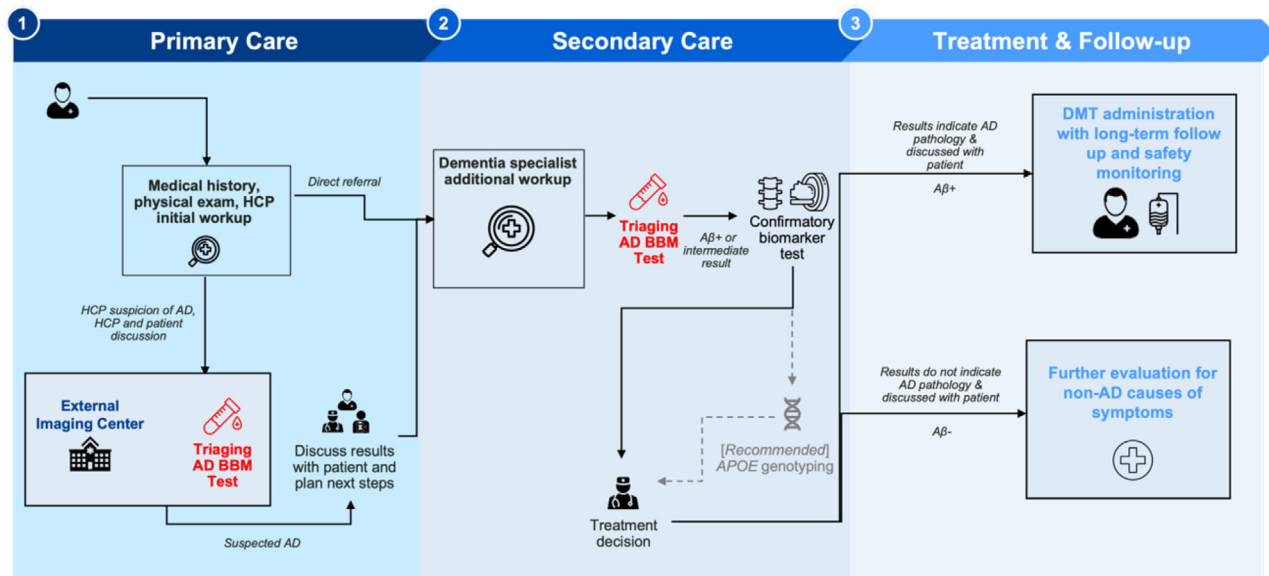 1
Primary Care
2
Secondary Care
3
Treatment & Follow-up
Medical history,
physical exam, HCP
initial workup
Direct referral
HCP suspicion of AD,
HCP and patient
discussion
External
Imaging Center
Triaging
AD BBM
Test
Suspected AD
Discuss results
with patient and
plan next steps
Dementia specialist
additional workup
Triaging
AD BBM
Test
Aβ+ or
intermediate
result
Confirmatory
biomarker
test
[Recommended]
APOE genotyping
Treatment
decision
Results indicate AD
pathology &
discussed with
patient
Aβ+
DMT administration
with long-term follow
up and safety
monitoring
Results do not indicate
AD pathology &
discussed with patient
Aβ-
Further evaluation for
non-AD causes of
symptoms